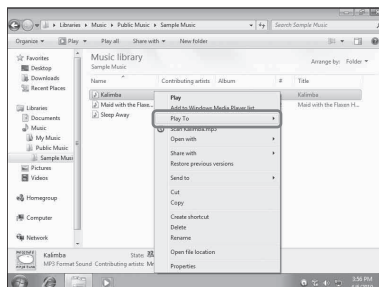 Libraries ▸ Music ▸ Public Music ▸ Sample Music
Search Sample Music
Organize Play Play all Share with New folder
Favorites
Desktop
Downloads
Recent Places
Libraries
Documents
Music
My Music
Public Music
Sample Musi
Pictures
Videos
Homegroup
Computer
Network
Music library
Sample Music
Arrange by: Folder
Name Contributing artists Album # Title
Kalimba Kalimba
Maid with the Flaxe... Maid with the Flaxen H...
Sleep Away
Play
Add to Windows Media Player list
Play To
Scan Kalimba.mp3
Open with
Share with
Restore previous versions
Send to
Cut
Copy
Create shortcut
Delete
Rename
Open file location
Properties
Kalimba State:
MP3 Format Sound Contributing artists: Mr
3:56 PM